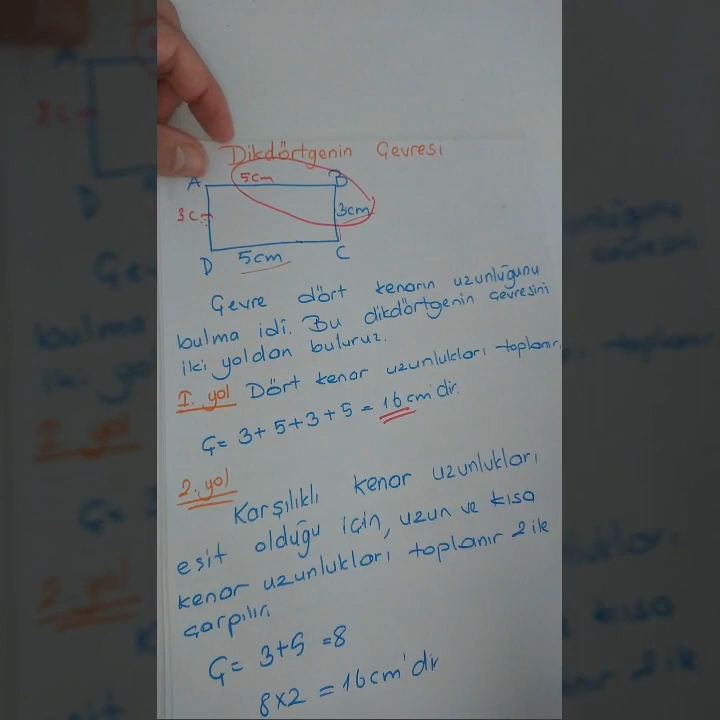 Dikdörtgenin Çevresi
A 5cm B
3c 3cm
D 5cm C
Çevre dört kenarın uzunluğunu
bulma idi. Bu dikdörtgenin çevresini
iki yoldan buluruz.
I. yol Dört kenar uzunlukları toplanır.
Ç= 3+5+3+5 = 16cm'dir.
2. yol
Karşılıklı kenar uzunlukları
eşit olduğu için, uzun ve kısa
kenar uzunlukları toplanır 2 ile
çarpılır.
Ç= 3+5 =8
8x2 = 16cm'dir